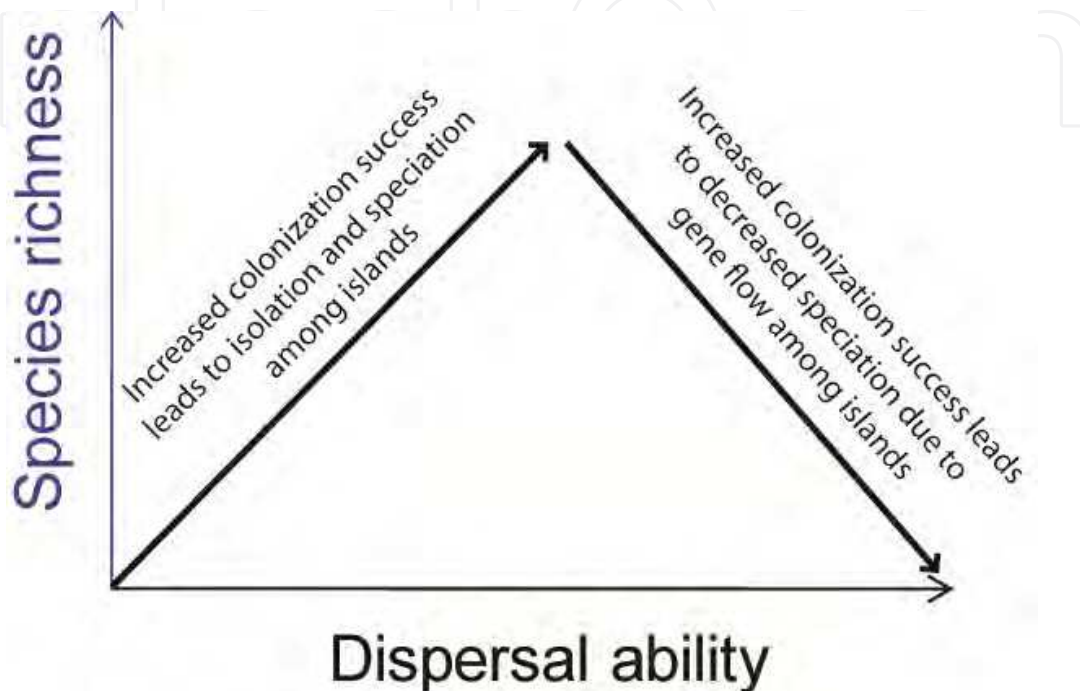 Species richness
Increased colonization success
leads to isolation and speciation
among islands
Increased colonization success leads
to decreased speciation due to
gene flow among islands
Dispersal ability